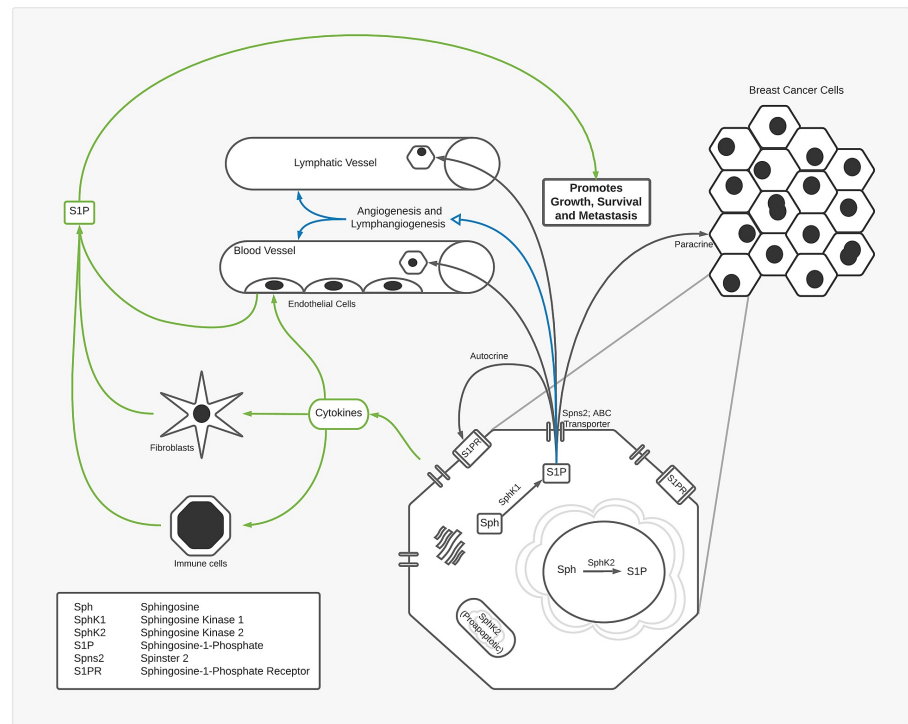 Breast Cancer Cells
Lymphatic Vessel
Promotes
Growth, Survival
and Metastasis
S1P
Angiogenesis and
Lymphangiogenesis
Paracrine
Blood Vessel
Endothelial Cells
Autocrine
Cytokines
Spns2; ABC
Transporter
Fibroblasts
S1PR
S1P
S1PR
SphK1
Sph
Immune cells
Sph
SphK2
S1P
SphK2
(Proapoptotic)
Sph Sphingosine
SphK1 Sphingosine Kinase 1
SphK2 Sphingosine Kinase 2
S1P Sphingosine-1-Phosphate
Spns2 Spinster 2
S1PR Sphingosine-1-Phosphate Receptor